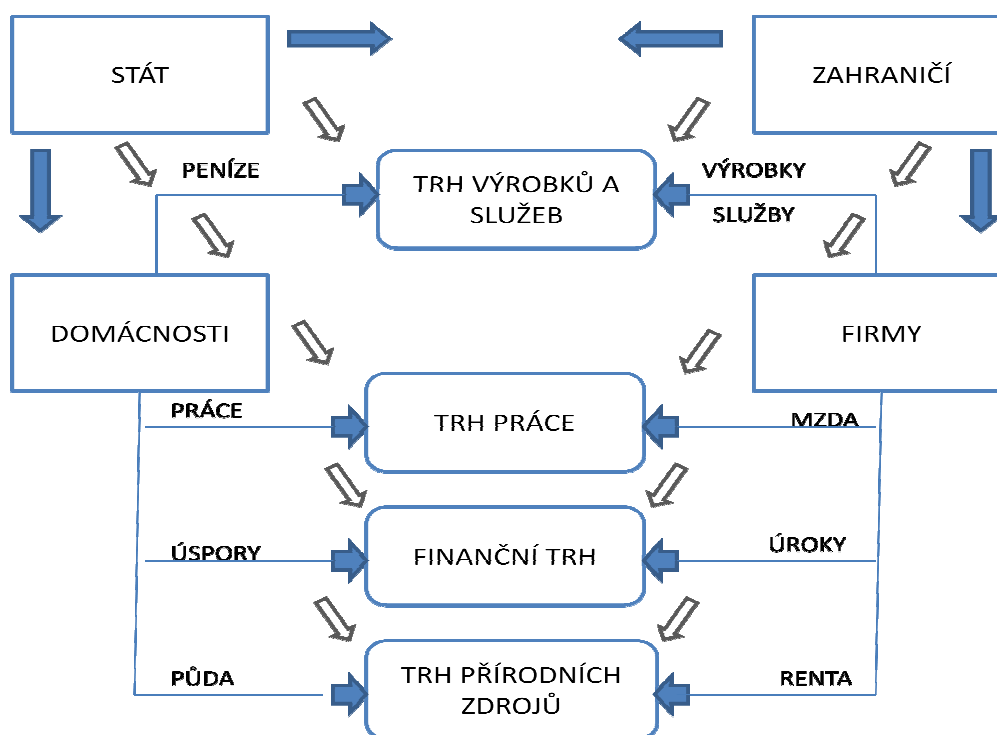 STÁT
ZAHRANIČÍ
PENÍZE
TRH VÝROBKŮ A
SLUŽEB
VÝROBKY
SLUŽBY
DOMÁCNOSTI
FIRMY
PRÁCE
TRH PRÁCE
MZDA
ÚSPORY
FINANČNÍ TRH
ÚROKY
PŮDA
TRH PŘÍRODNÍCH
ZDROJŮ
RENTA